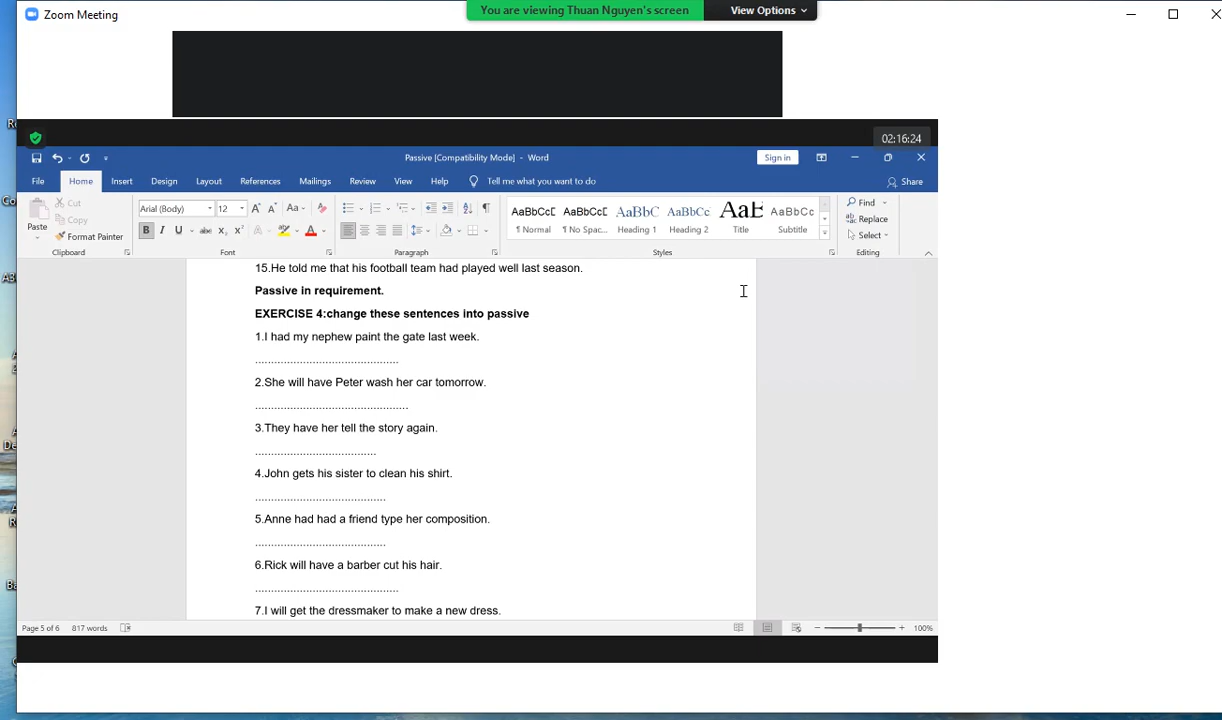 Zoom Meeting
You are viewing Thuan Nguyen's screen
View Options
02:16:24
Passive [Compatibility Mode] - Word
Sign in
File Home Insert Design Layout References Mailings Review View Help Tell me what you want to do Share
Paste
Cut
Copy
Format Painter
Clipboard
Arial (Body) 12
Font
Paragraph
AaBbCcD AaBbCcD AaBbC AaBbCc AaB AaBbCc
¶ Normal ¶ No Spac... Heading 1 Heading 2 Title Subtitle
Styles
Find
Replace
Select
Editing
15.He told me that his football team had played well last season.
Passive in requirement.
EXERCISE 4:change these sentences into passive
1.I had my nephew paint the gate last week.
............................................
2.She will have Peter wash her car tomorrow.
...............................................
3.They have her tell the story again.
.....................................
4.John gets his sister to clean his shirt.
........................................
5.Anne had had a friend type her composition.
........................................
6.Rick will have a barber cut his hair.
............................................
7.I will get the dressmaker to make a new dress.
Page 5 of 6 817 words 100%